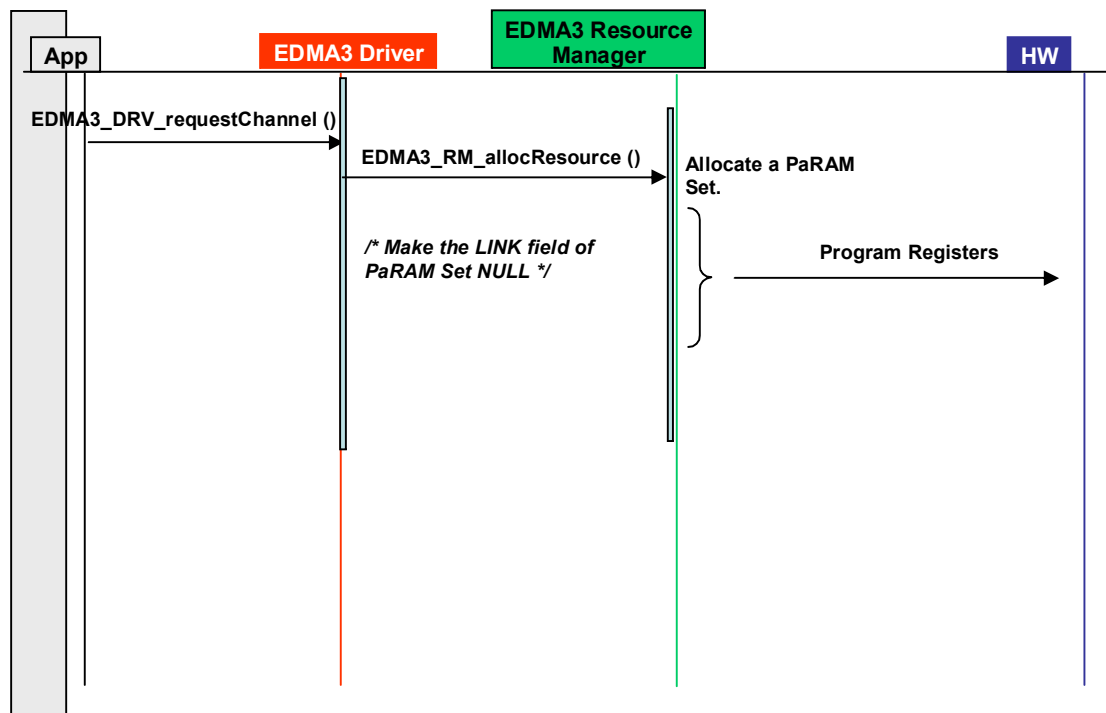 EDMA3 Resource
Manager
App
EDMA3 Driver
HW
EDMA3_DRV_requestChannel ()
EDMA3_RM_allocResource ()
Allocate a PaRAM
Set.
/* Make the LINK field of
PaRAM Set NULL */
Program Registers